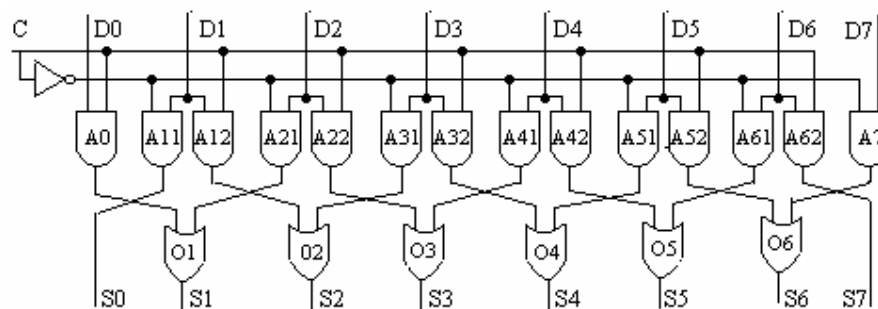 C D0 D1 D2 D3 D4 D5 D6 D7
A0 A11 A12 A21 A22 A31 A32 A41 A42 A51 A52 A61 A62 A7
O1 02 O3 O4 O5 O6
S0 S1 S2 S3 S4 S5 S6 S7